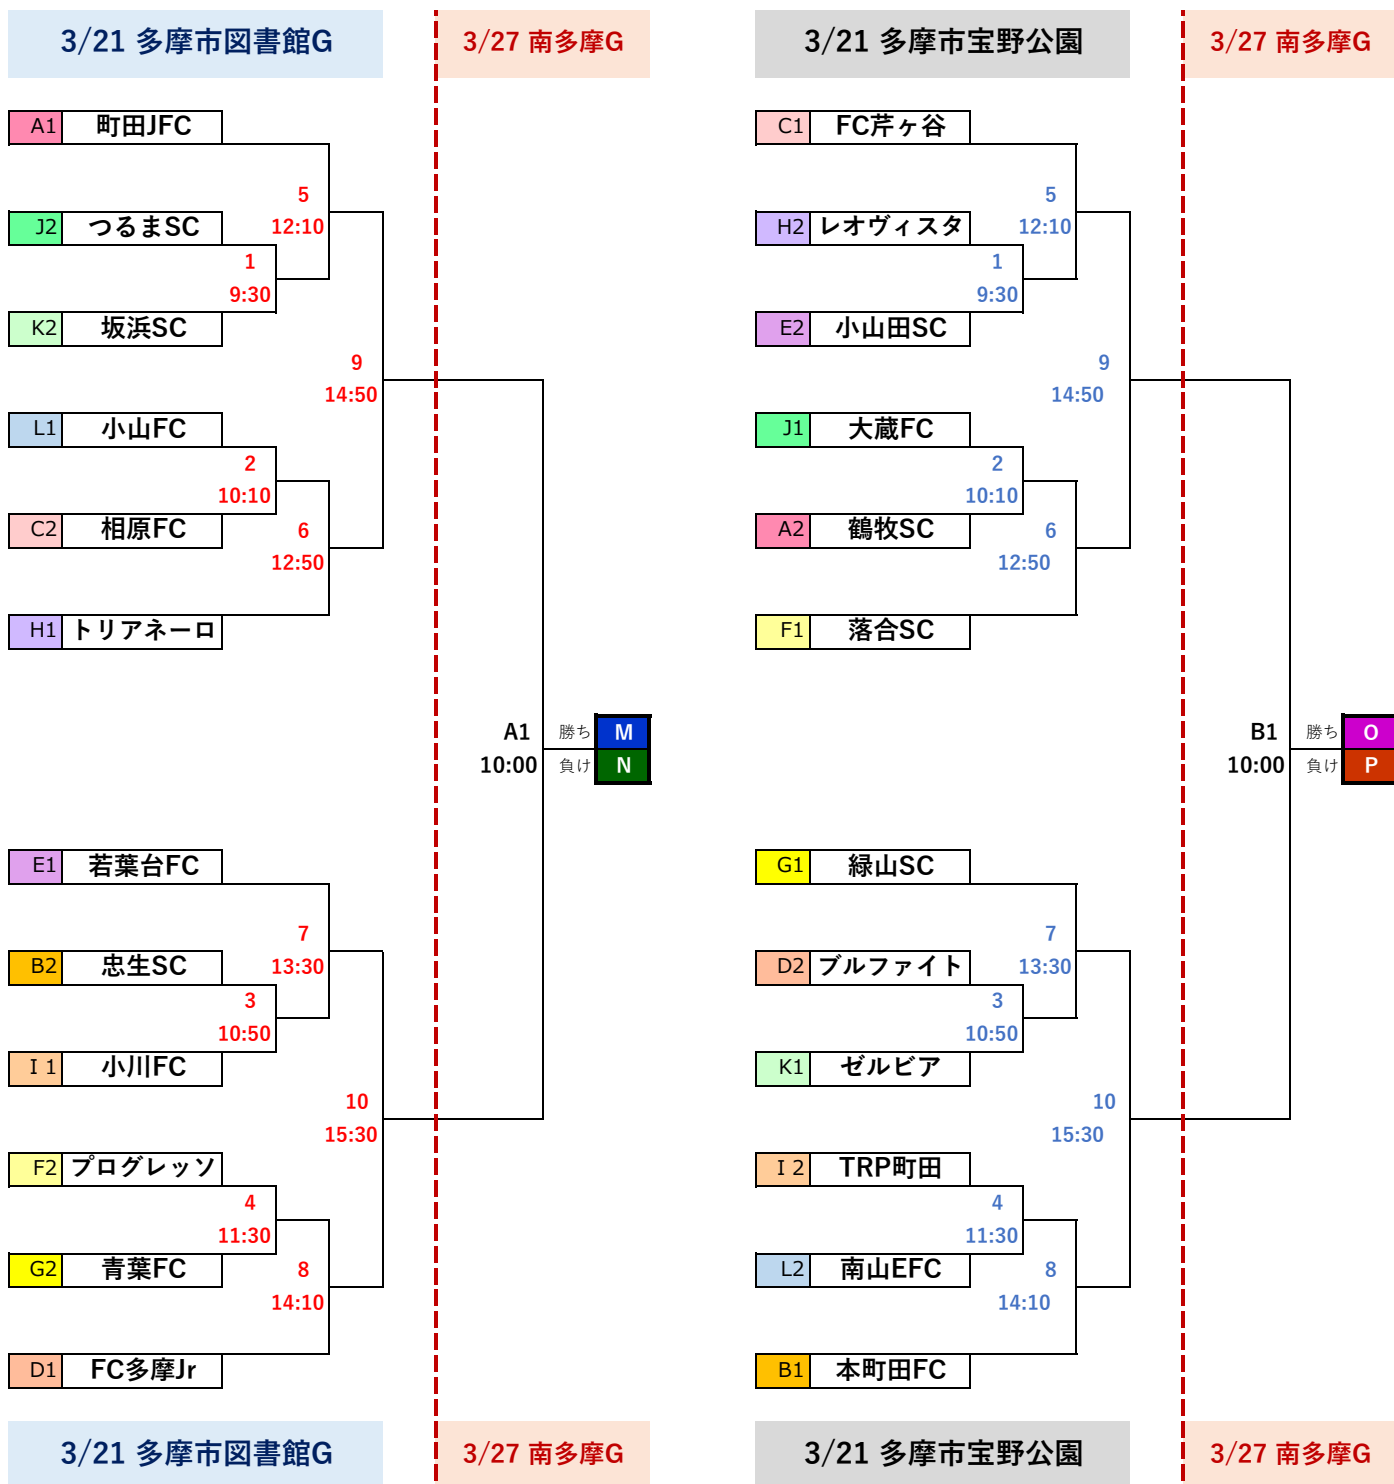 3/21 多摩市図書館G
3/27 南多摩G
A1 町田JFC
5
12:10
J2 つるまSC
1
9:30
K2 坂浜SC
9
14:50
L1 小山FC
2
10:10
C2 相原FC
6
12:50
H1 トリアネーロ
A1 勝ち M
10:00 負け N
E1 若葉台FC
7
13:30
B2 忠生SC
3
10:50
I 1 小川FC
10
15:30
F2 プログレッソ
4
11:30
G2 青葉FC
8
14:10
D1 FC多摩Jr
3/21 多摩市図書館G
3/27 南多摩G
3/21 多摩市宝野公園
3/27 南多摩G
C1 FC芹ヶ谷
5
12:10
H2 レオヴィスタ
1
9:30
E2 小山田SC
9
14:50
J1 大蔵FC
2
10:10
A2 鶴牧SC
6
12:50
F1 落合SC
B1 勝ち O
10:00 負け P
G1 緑山SC
7
13:30
D2 ブルファイト
3
10:50
K1 ゼルビア
10
15:30
I 2 TRP町田
4
11:30
L2 南山EFC
8
14:10
B1 本町田FC
3/21 多摩市宝野公園
3/27 南多摩G